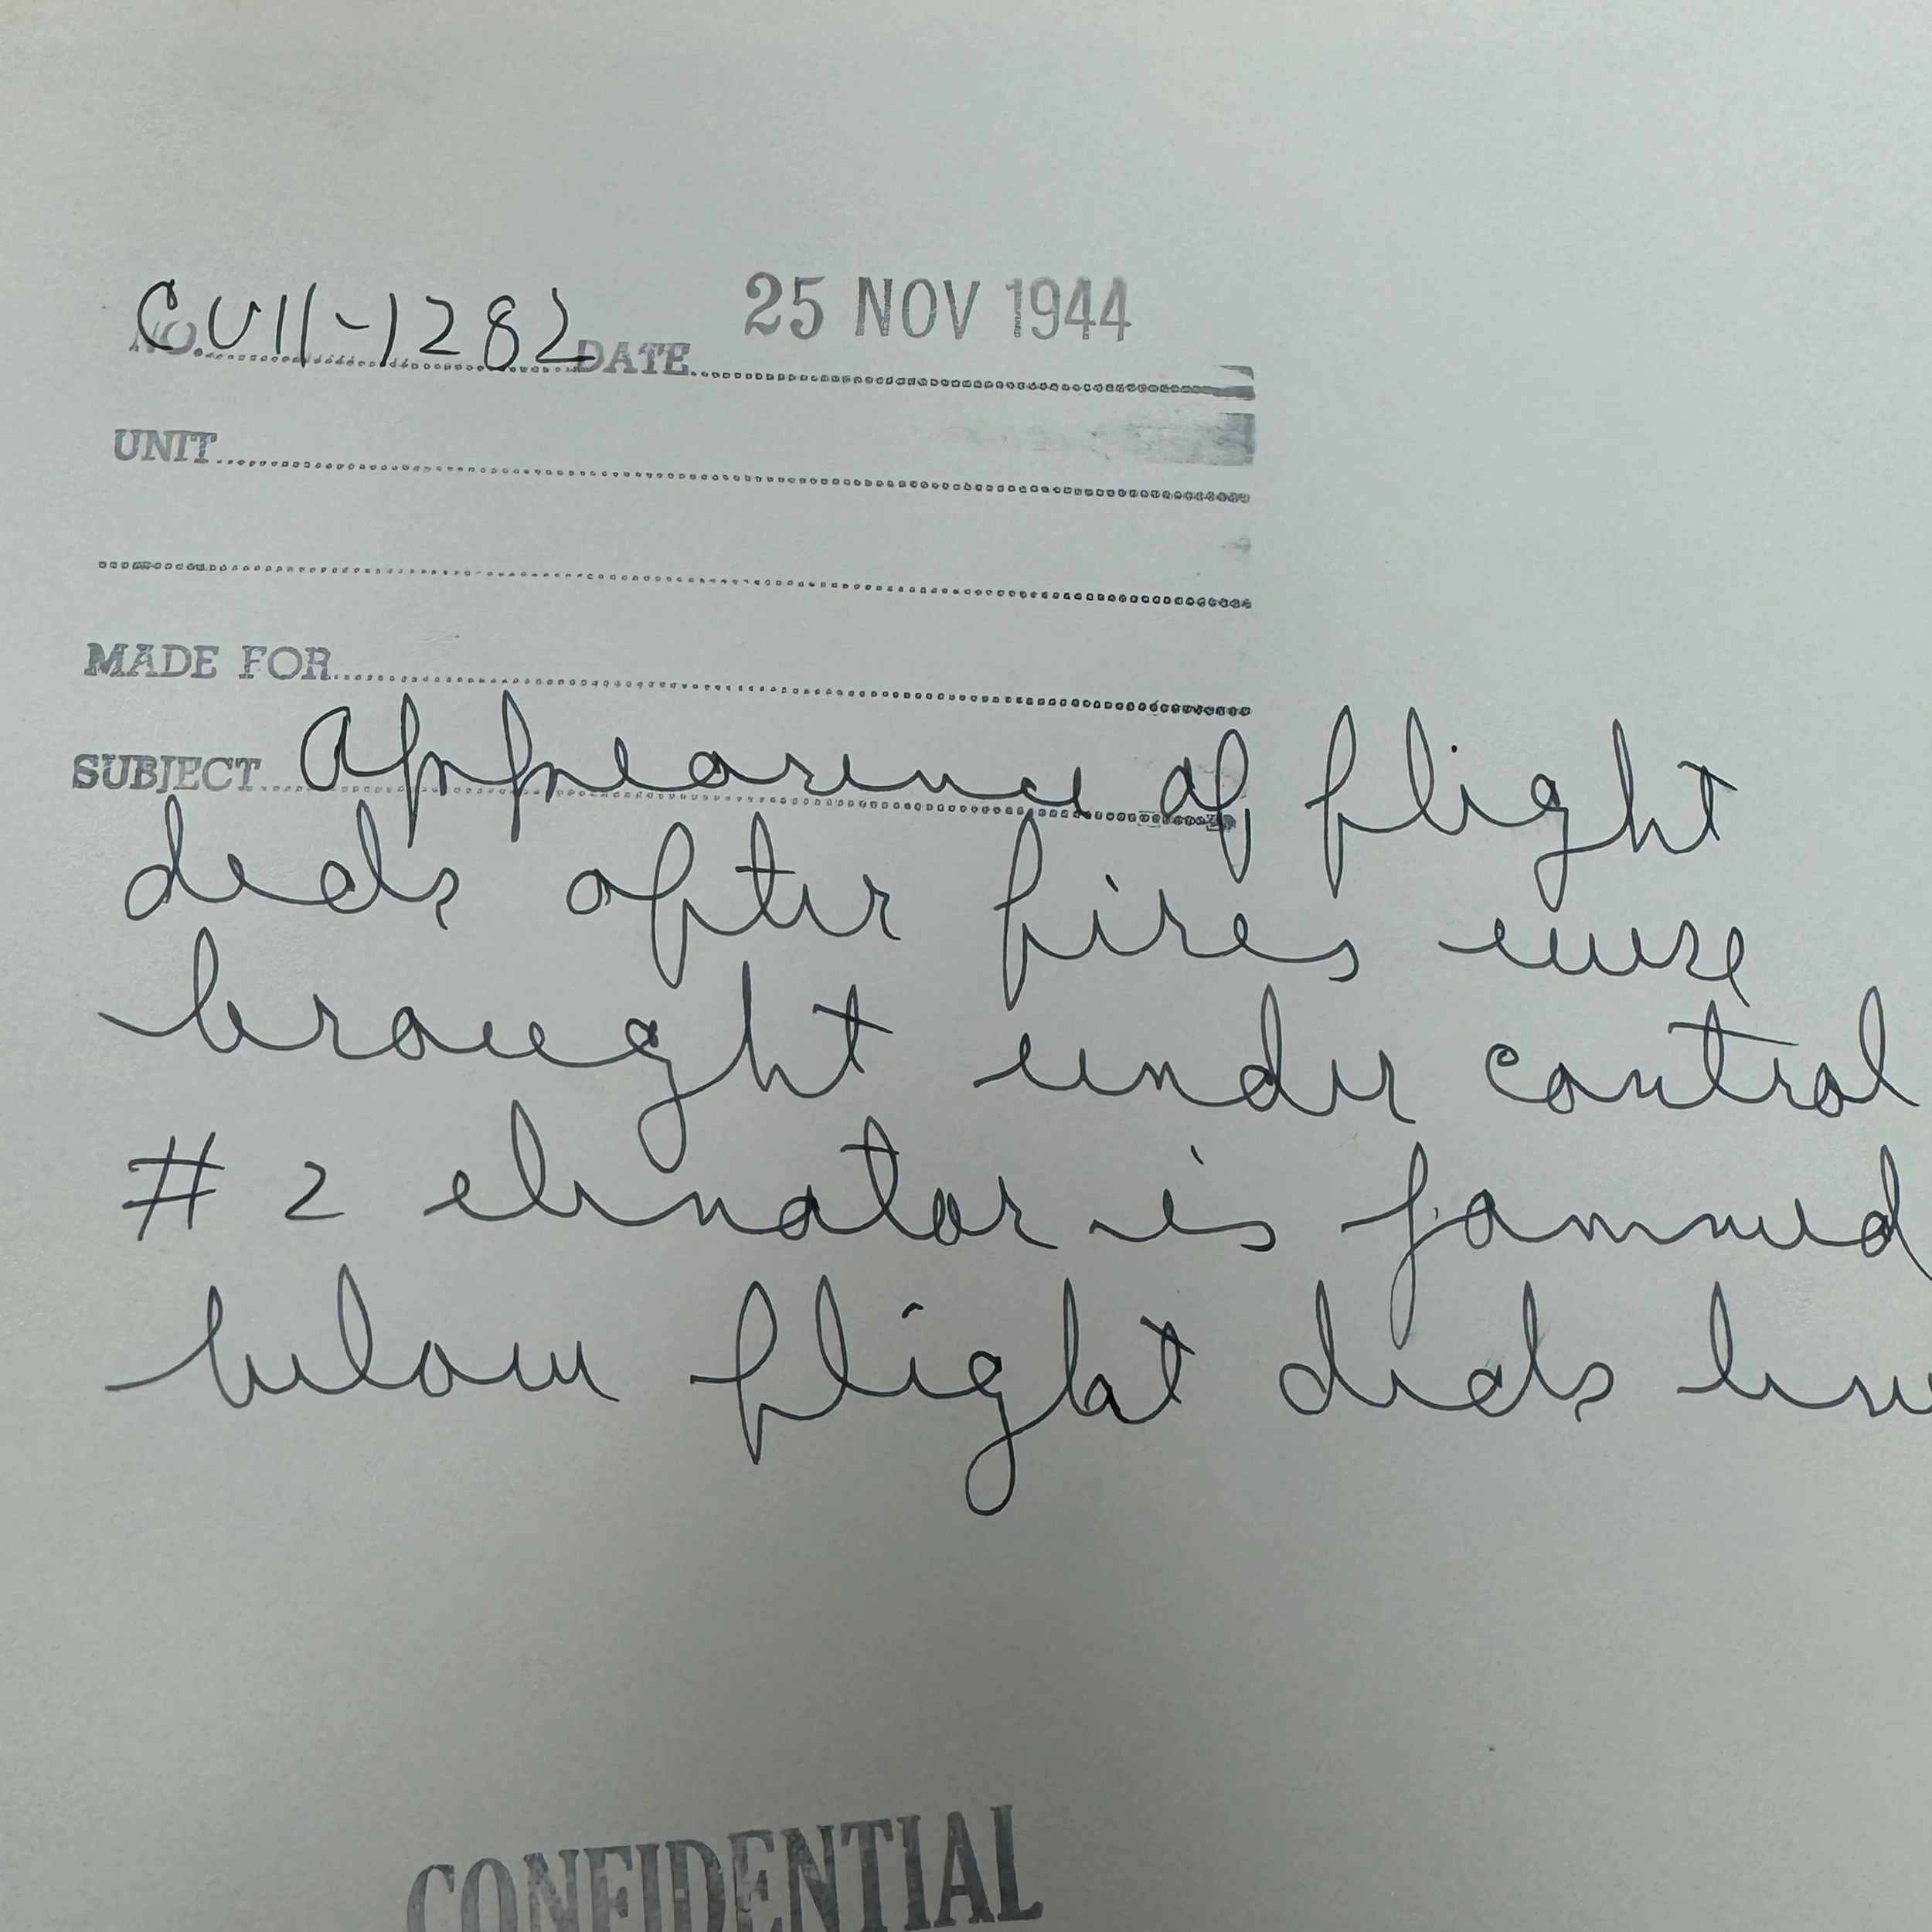 NO. CV11-1282 DATE 25 NOV 1944
UNIT
MADE FOR
SUBJECT Appearence of flight
deck after fires were
brought under control
# 2 elevator is jammed
below flight deck
CONFIDENTIAL